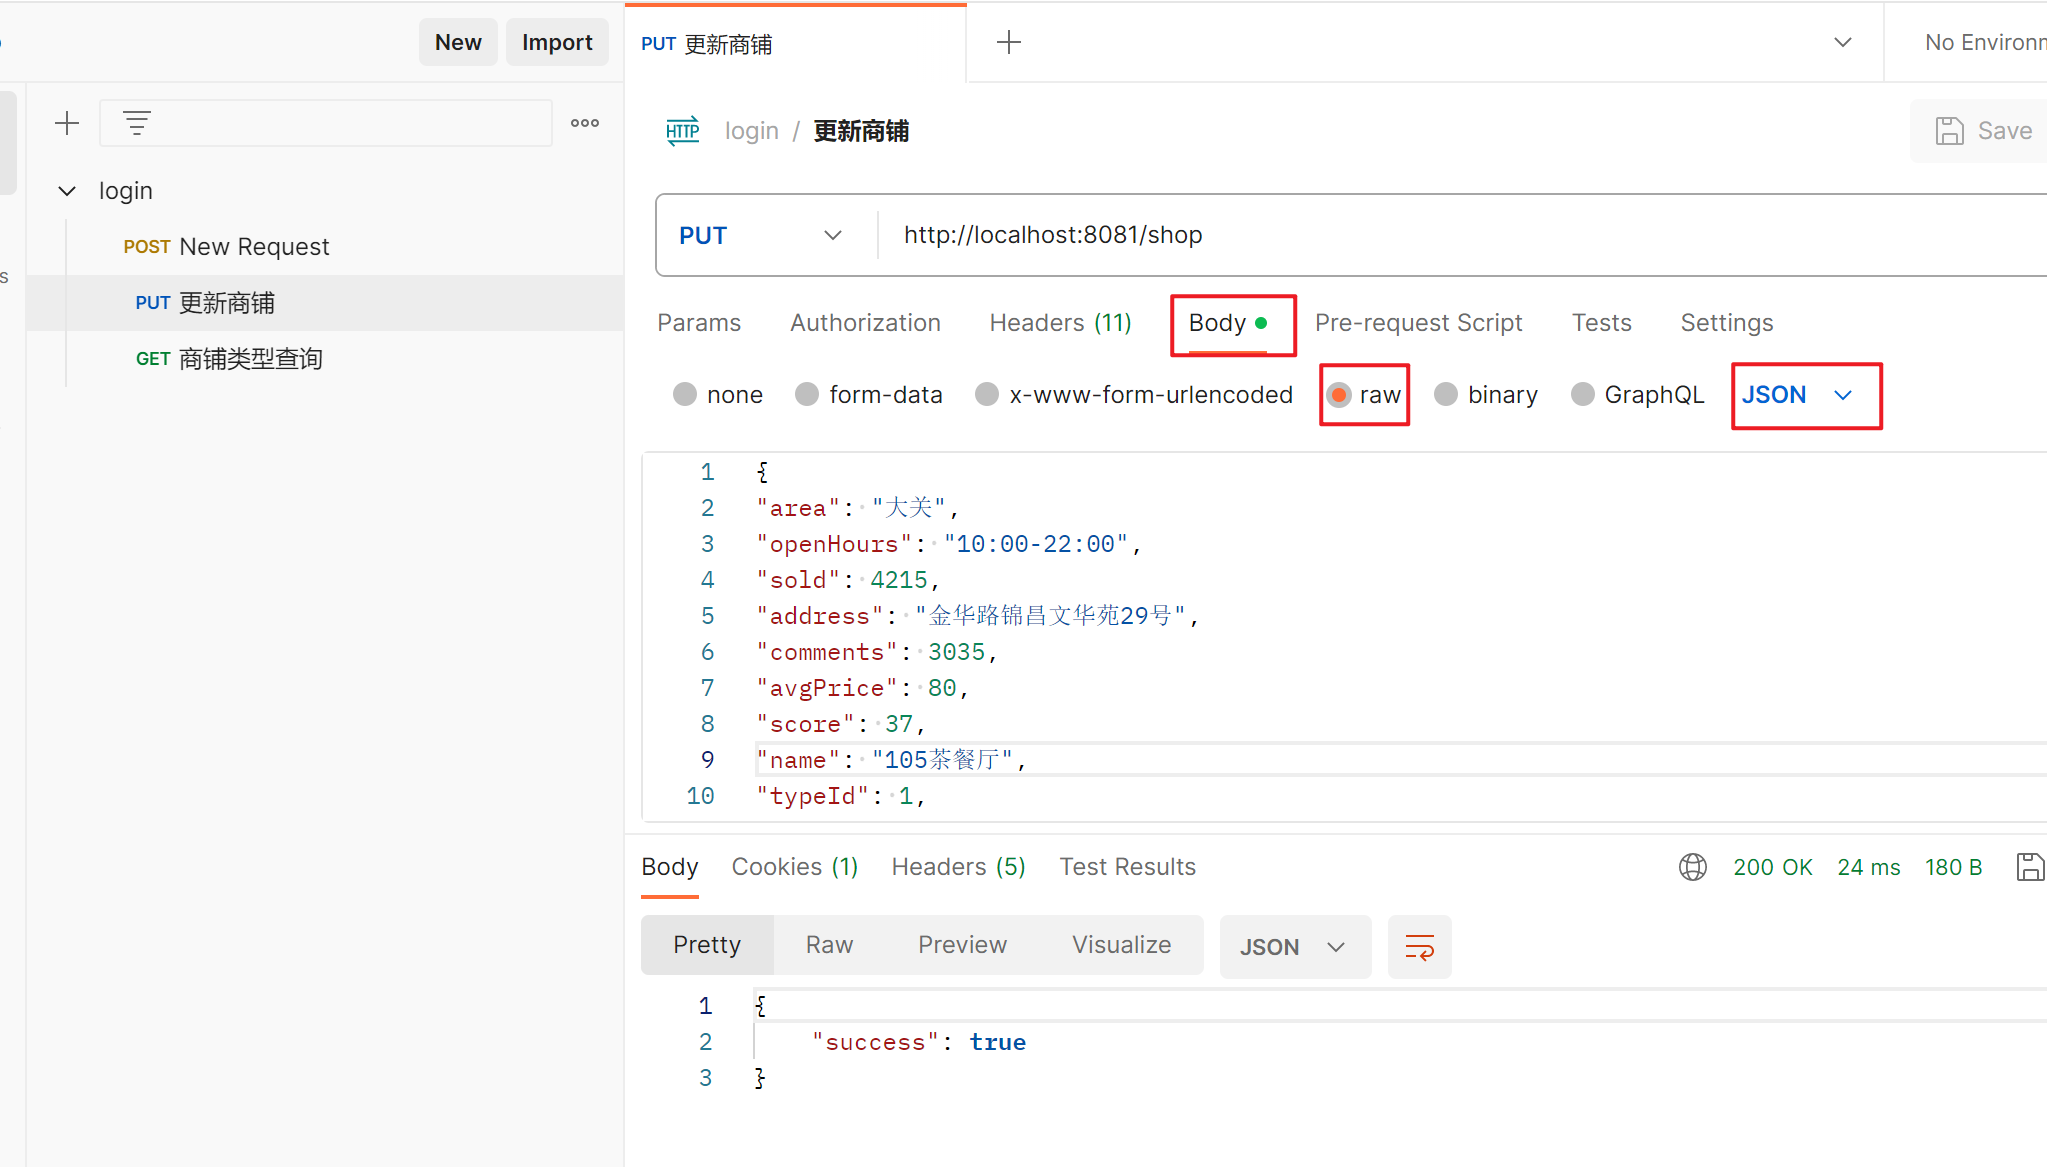 New Import
PUT 更新商铺
No Environm
login / 更新商铺
Save
login
POST New Request
PUT 更新商铺
GET 商铺类型查询
s
PUT http://localhost:8081/shop
Params Authorization Headers (11) Body Pre-request Script Tests Settings
none form-data x-www-form-urlencoded raw binary GraphQL JSON
1 {
2 "area": "大关",
3 "openHours": "10:00-22:00",
4 "sold": 4215,
5 "address": "金华路锦昌文华苑29号",
6 "comments": 3035,
7 "avgPrice": 80,
8 "score": 37,
9 "name": "105茶餐厅",
10 "typeId": 1,
Body Cookies (1) Headers (5) Test Results 200 OK 24 ms 180 B
Pretty Raw Preview Visualize JSON
1 {
2 "success": true
3 }